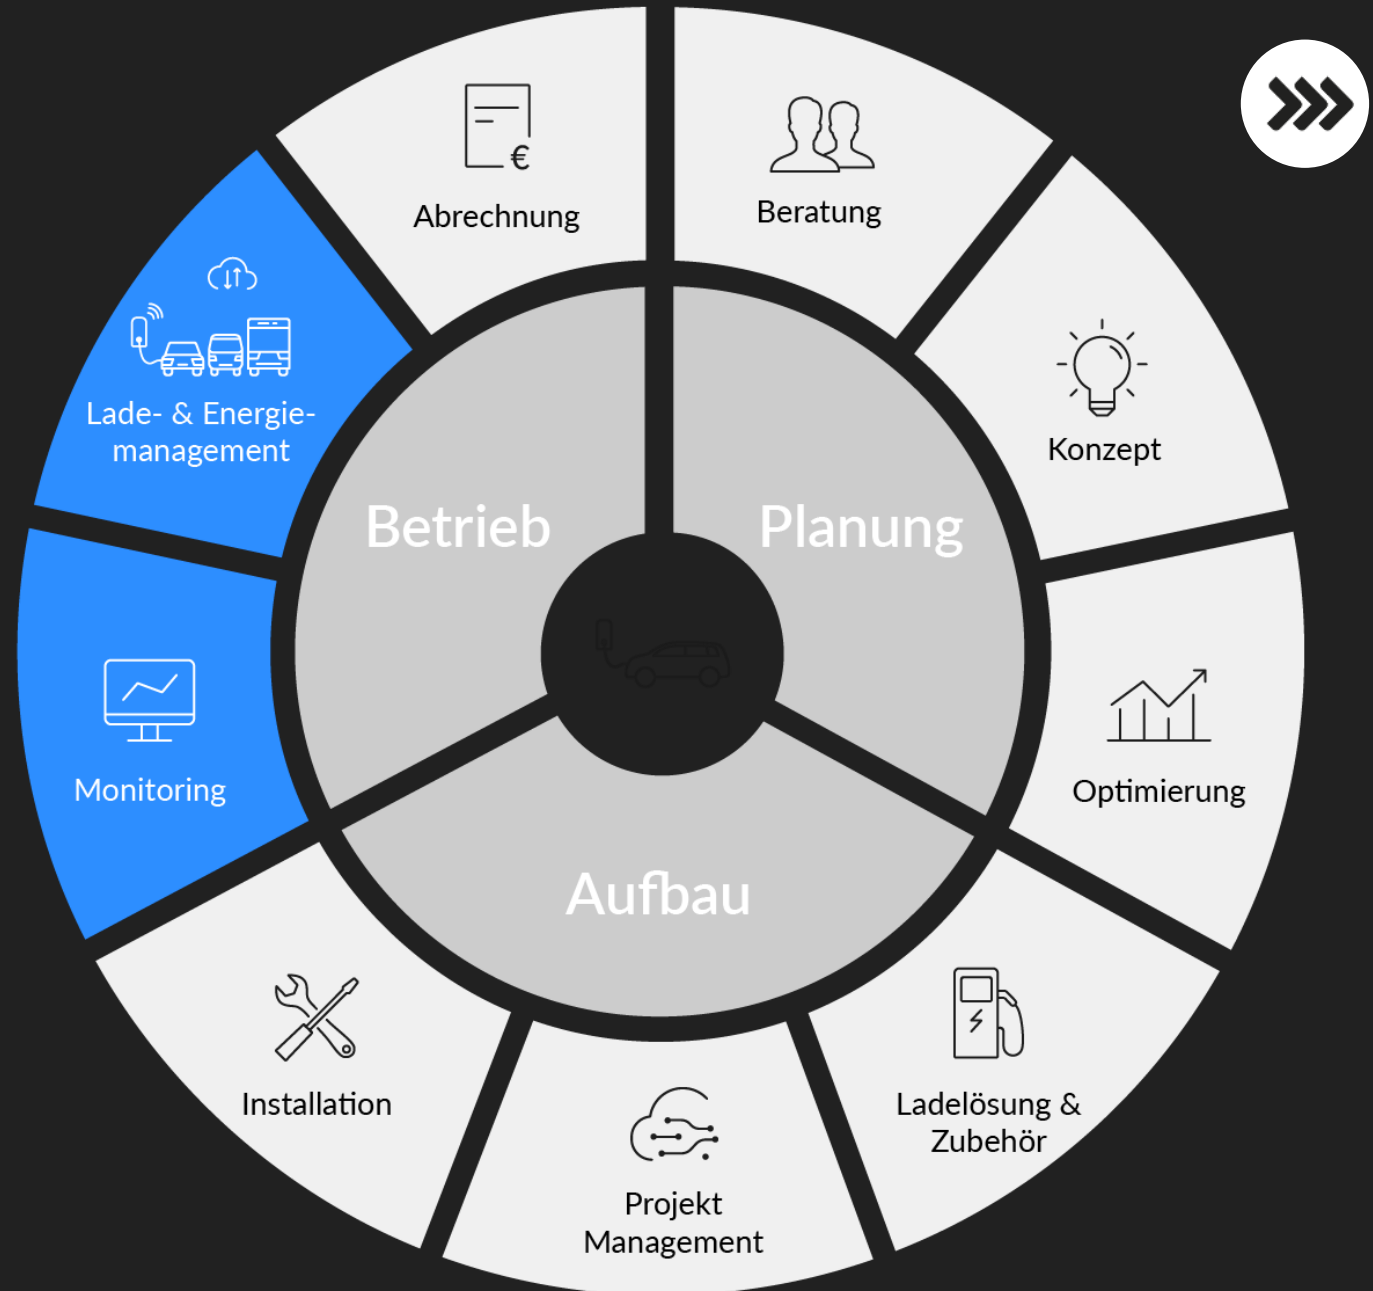 Abrechnung
Beratung
Lade- & Energie-
management
Konzept
Betrieb
Planung
Monitoring
Optimierung
Aufbau
Installation
Ladelösung &
Zubehör
Projekt
Management
€